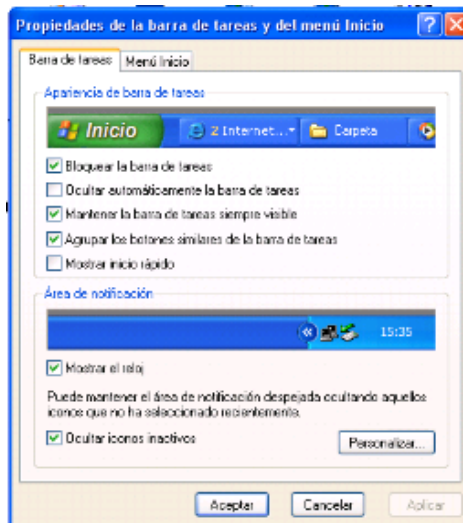 Propiedades de la barra de tareas y del menú Inicio
Barra de tareas Menú Inicio
Apariencia de barra de tareas
Inicio 2 Internet... Carpeta
Bloquear la barra de tareas
Ocultar automáticamente la barra de tareas
Mantener la barra de tareas siempre visible
Agrupar los botones similares de la barra de tareas
Mostrar inicio rápido
Área de notificación
15:35
Mostrar el reloj
Puede mantener el área de notificación despejada ocultando aquellos
iconos que no ha seleccionado recientemente.
Ocultar iconos inactivos Personalizar...
Aceptar Cancelar Aplicar